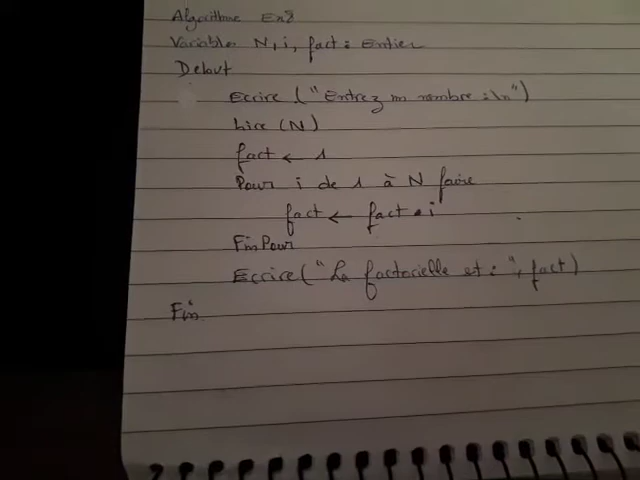 Algorithme Ex8
Variables N, i, fact : Entier
Debut
Ecrire ("Entrez un nombre :\n")
Lire (N)
fact ← 1
Pour i de 1 à N faire
fact ← fact * i
FinPour
Ecrire("La factorielle est : ", fact)
Fin